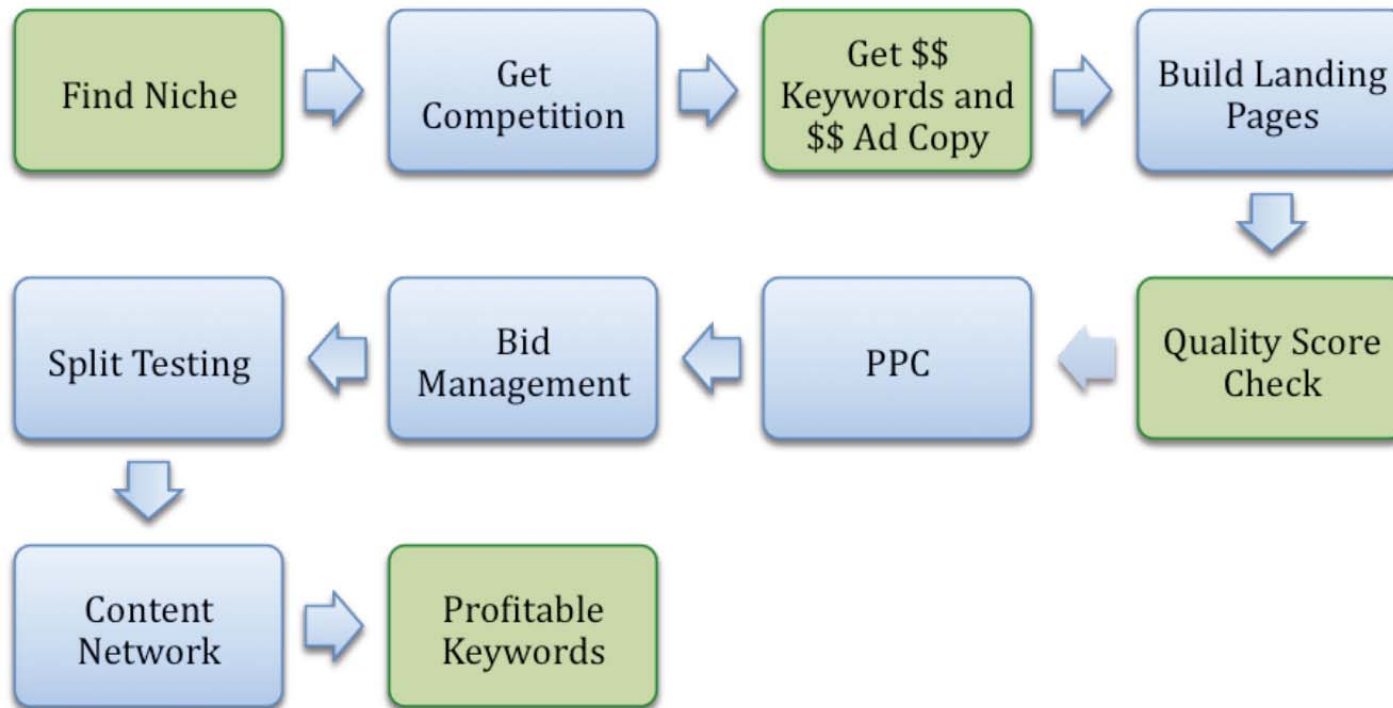 Find Niche
Get
Competition
Get $$
Keywords and
$$ Ad Copy
Build Landing
Pages
Quality Score
Check
PPC
Bid
Management
Split Testing
Content
Network
Profitable
Keywords